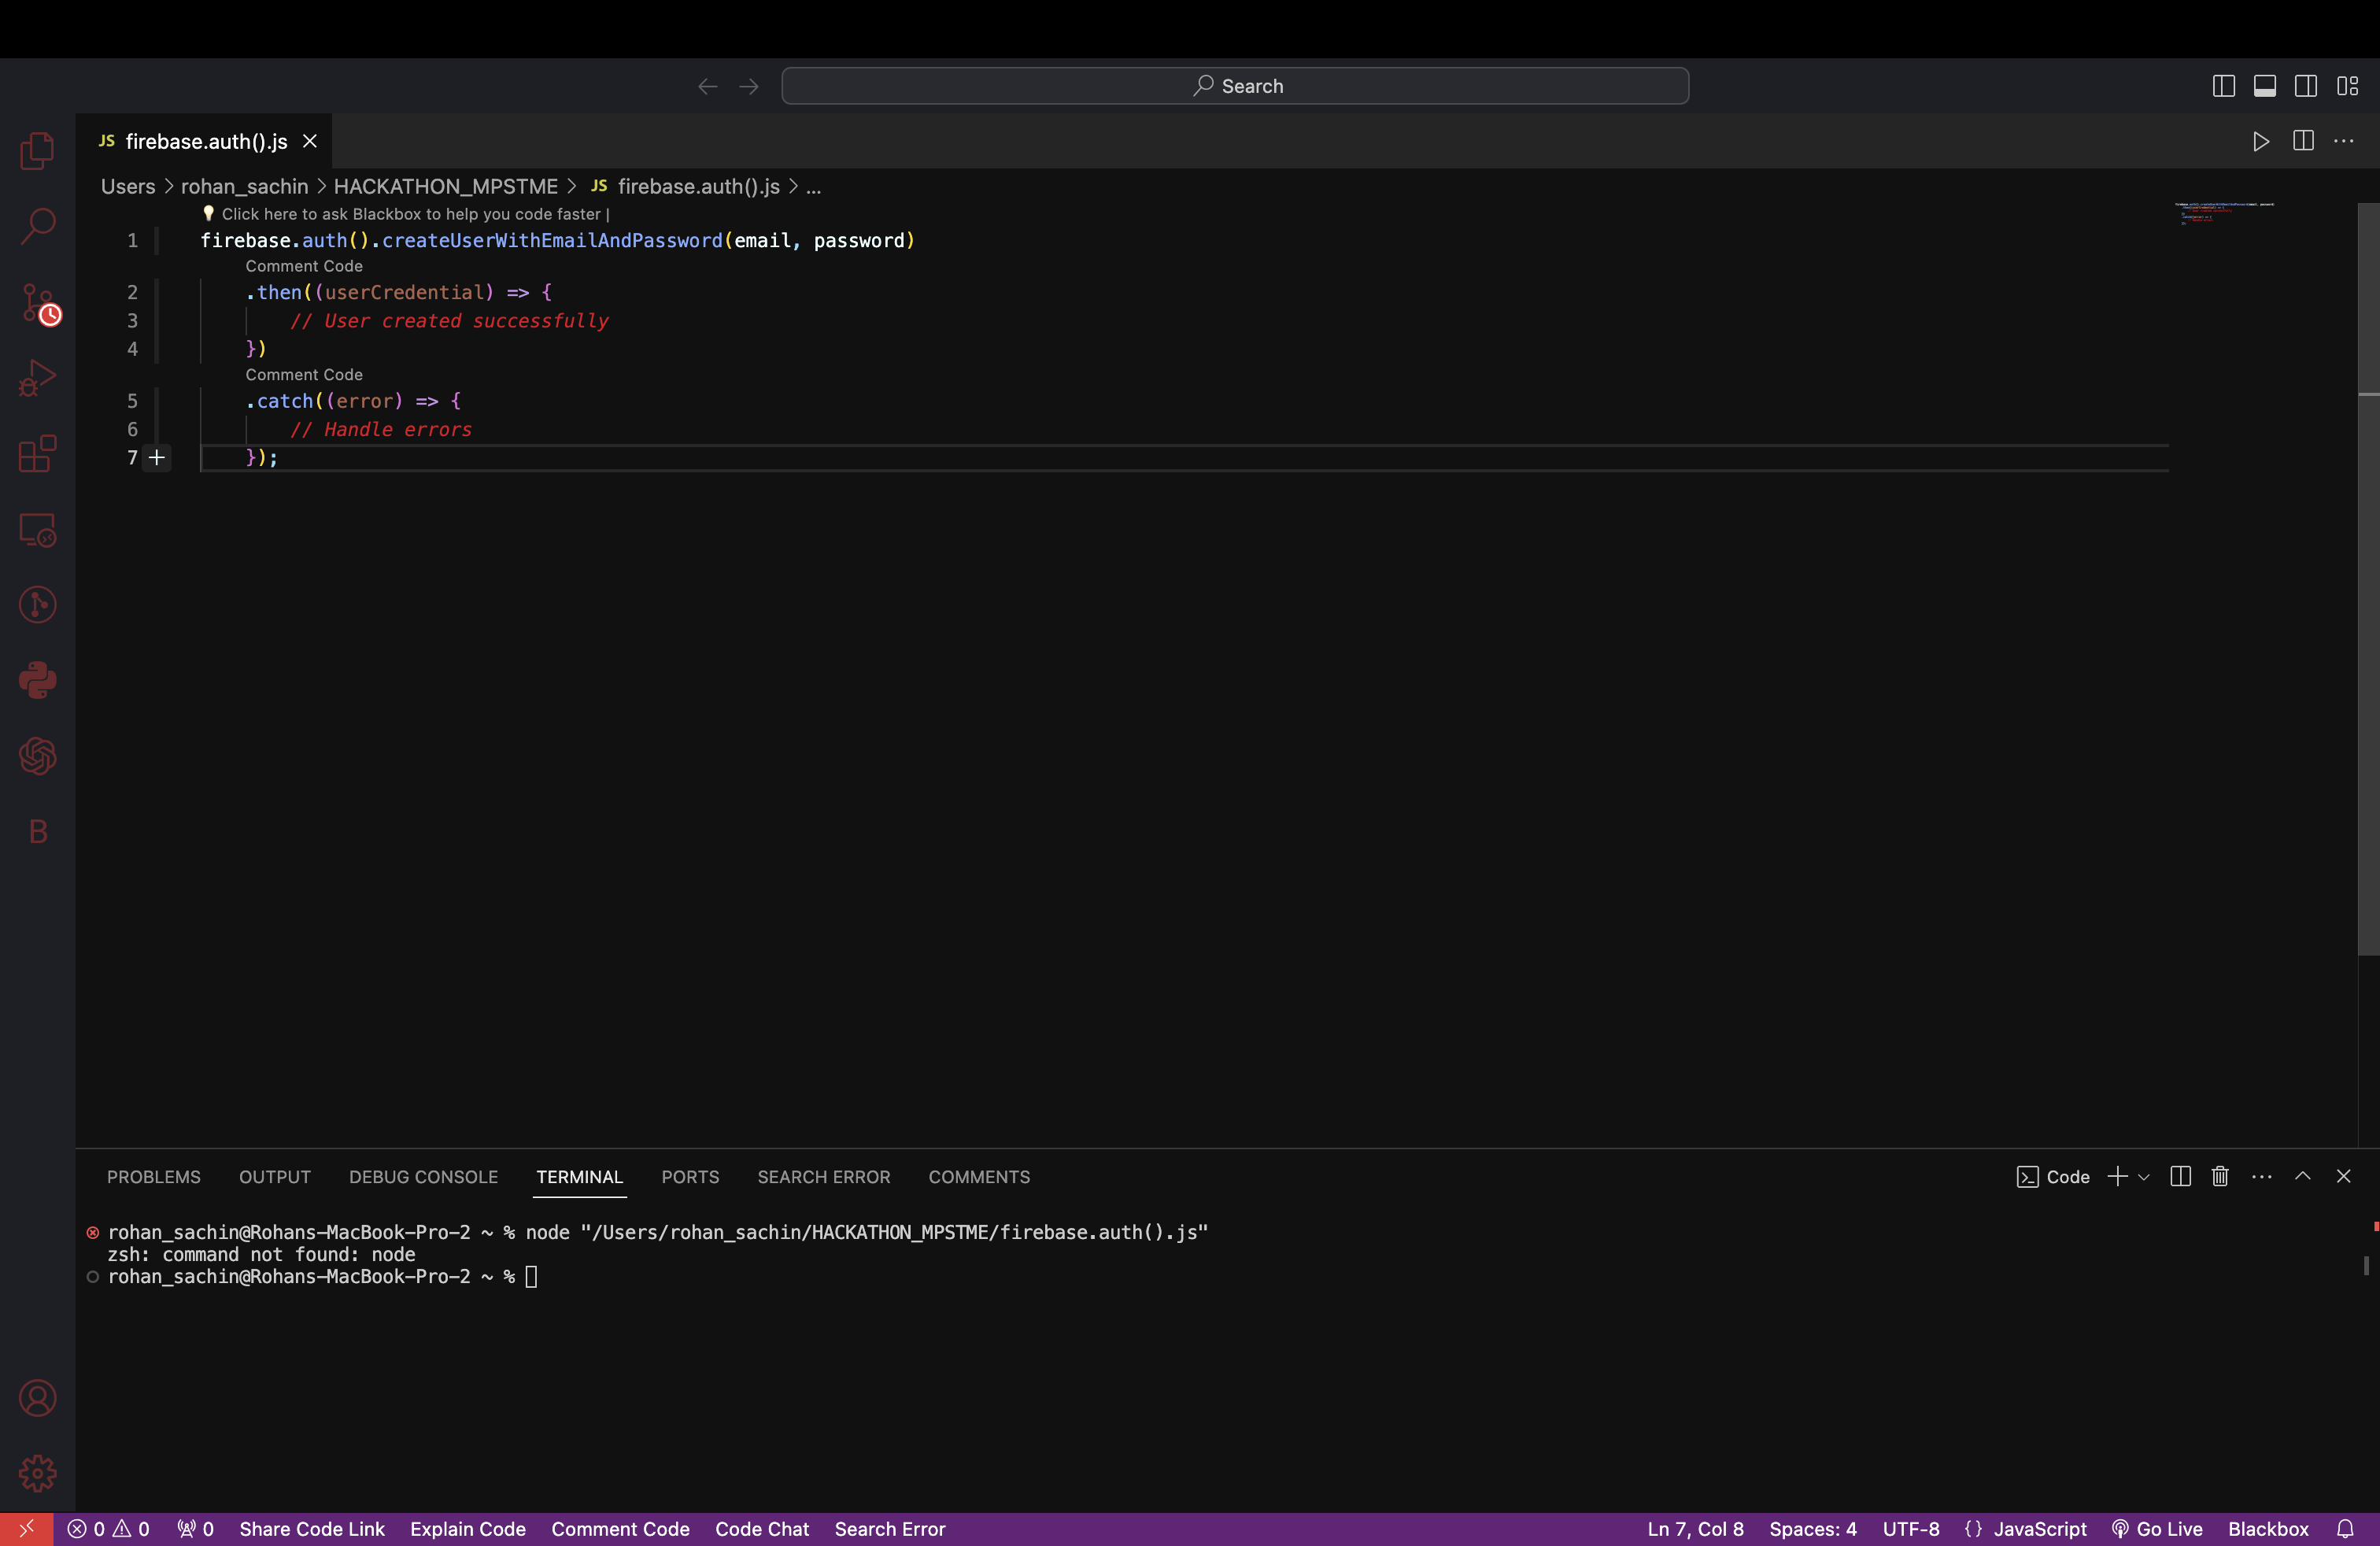 Search
JS firebase.auth().js
Users > rohan_sachin > HACKATHON_MPSTME > JS firebase.auth().js > ...
Click here to ask Blackbox to help you code faster |
1 firebase.auth().createUserWithEmailAndPassword(email, password)
Comment Code
2 .then((userCredential) => {
3 // User created successfully
4 })
Comment Code
5 .catch((error) => {
6 // Handle errors
7 });
B
PROBLEMS OUTPUT DEBUG CONSOLE TERMINAL PORTS SEARCH ERROR COMMENTS Code
rohan_sachin@Rohans-MacBook-Pro-2 ~ % node "/Users/rohan_sachin/HACKATHON_MPSTME/firebase.auth().js"
zsh: command not found: node
rohan_sachin@Rohans-MacBook-Pro-2 ~ %
0 0 0 Share Code Link Explain Code Comment Code Code Chat Search Error Ln 7, Col 8 Spaces: 4 UTF-8 {} JavaScript Go Live Blackbox